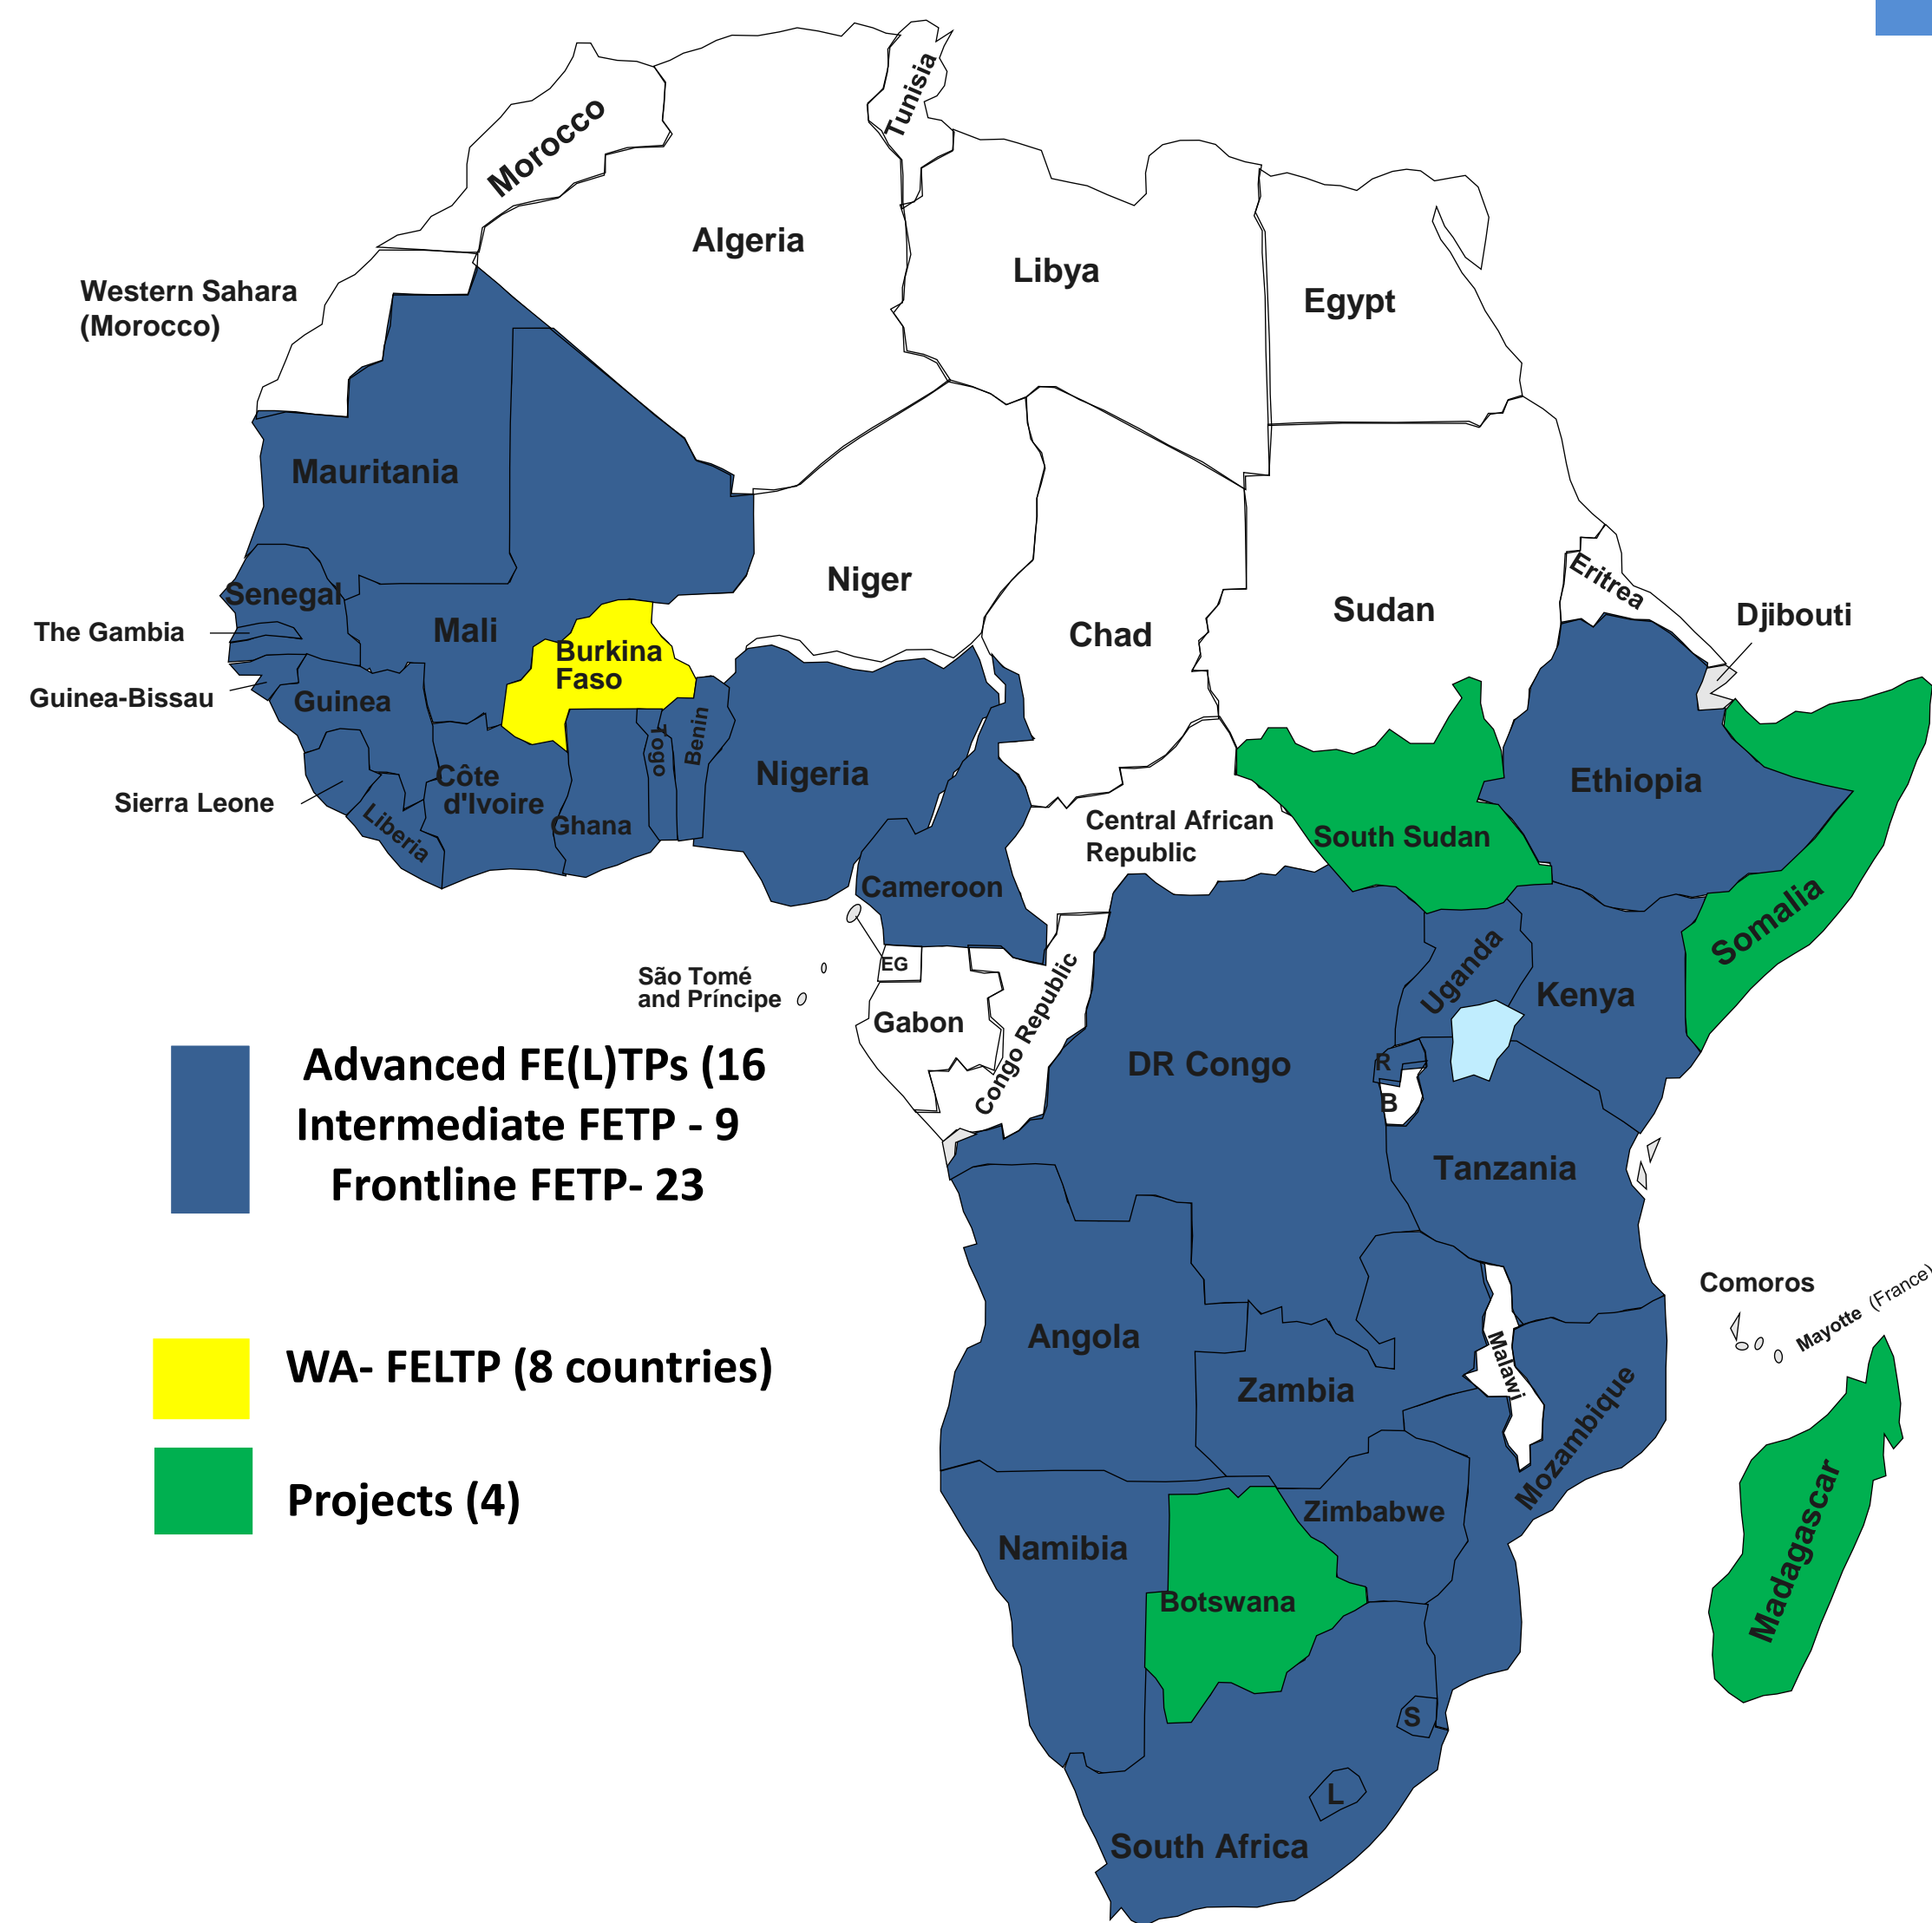 Tunisia
Morocco
Algeria
Libya
Egypt
Western Sahara
(Morocco)
Mauritania
Niger
Chad
Sudan
Eritrea
Djibouti
Senegal
The Gambia
Mali
Burkina
Faso
Guinea-Bissau
Guinea
Togo
Benin
Nigeria
Ethiopia
Sierra Leone
Liberia
Côte
d'Ivoire
Ghana
Central African
Republic
South Sudan
Cameroon
Somalia
Uganda
Kenya
EG
São Tomé
and Príncipe
Gabon
Congo Republic
DR Congo
R
B
Advanced FE(L)TPs (16
Intermediate FETP - 9
Frontline FETP- 23
Tanzania
Comoros
Mayotte (France)
Angola
Malawi
Zambia
Mozambique
WA- FELTP (8 countries)
Projects (4)
Zimbabwe
Namibia
Botswana
Madagascar
S
L
South Africa